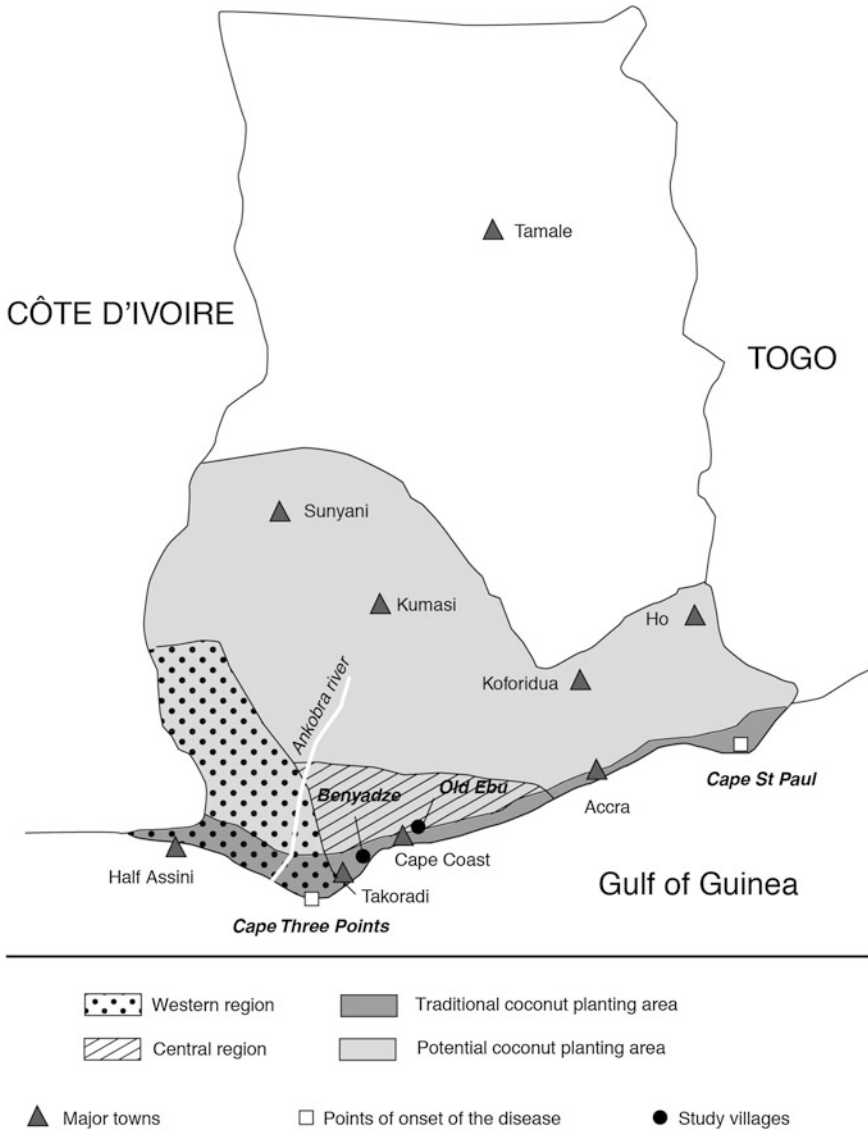 Tamale
CÔTE D'IVOIRE
TOGO
Sunyani
Kumasi
Ho
Koforidua
Ankobra river
Benyadze
Old Ebu
Cape St Paul
Accra
Cape Coast
Half Assini
Takoradi
Gulf of Guinea
Cape Three Points
Western region
Traditional coconut planting area
Central region
Potential coconut planting area
Major towns
Points of onset of the disease
Study villages